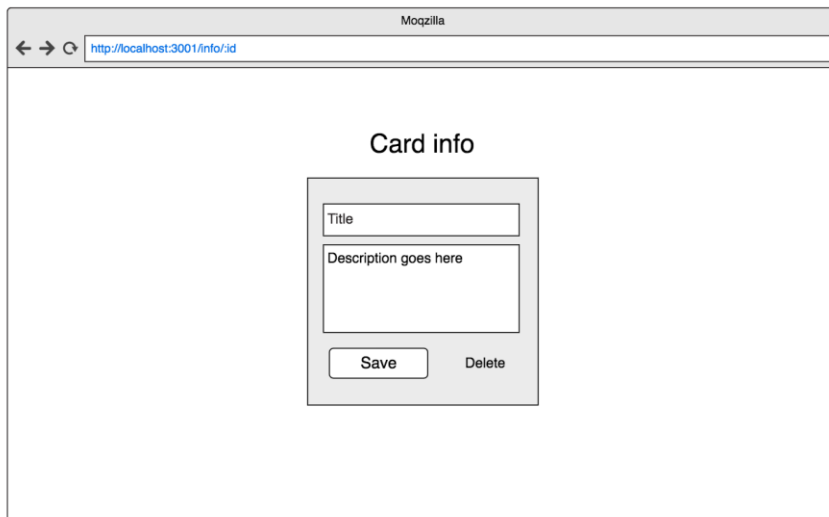 Moqzilla
http://localhost:3001/info/:id
Card info
Title
Description goes here
Save Delete